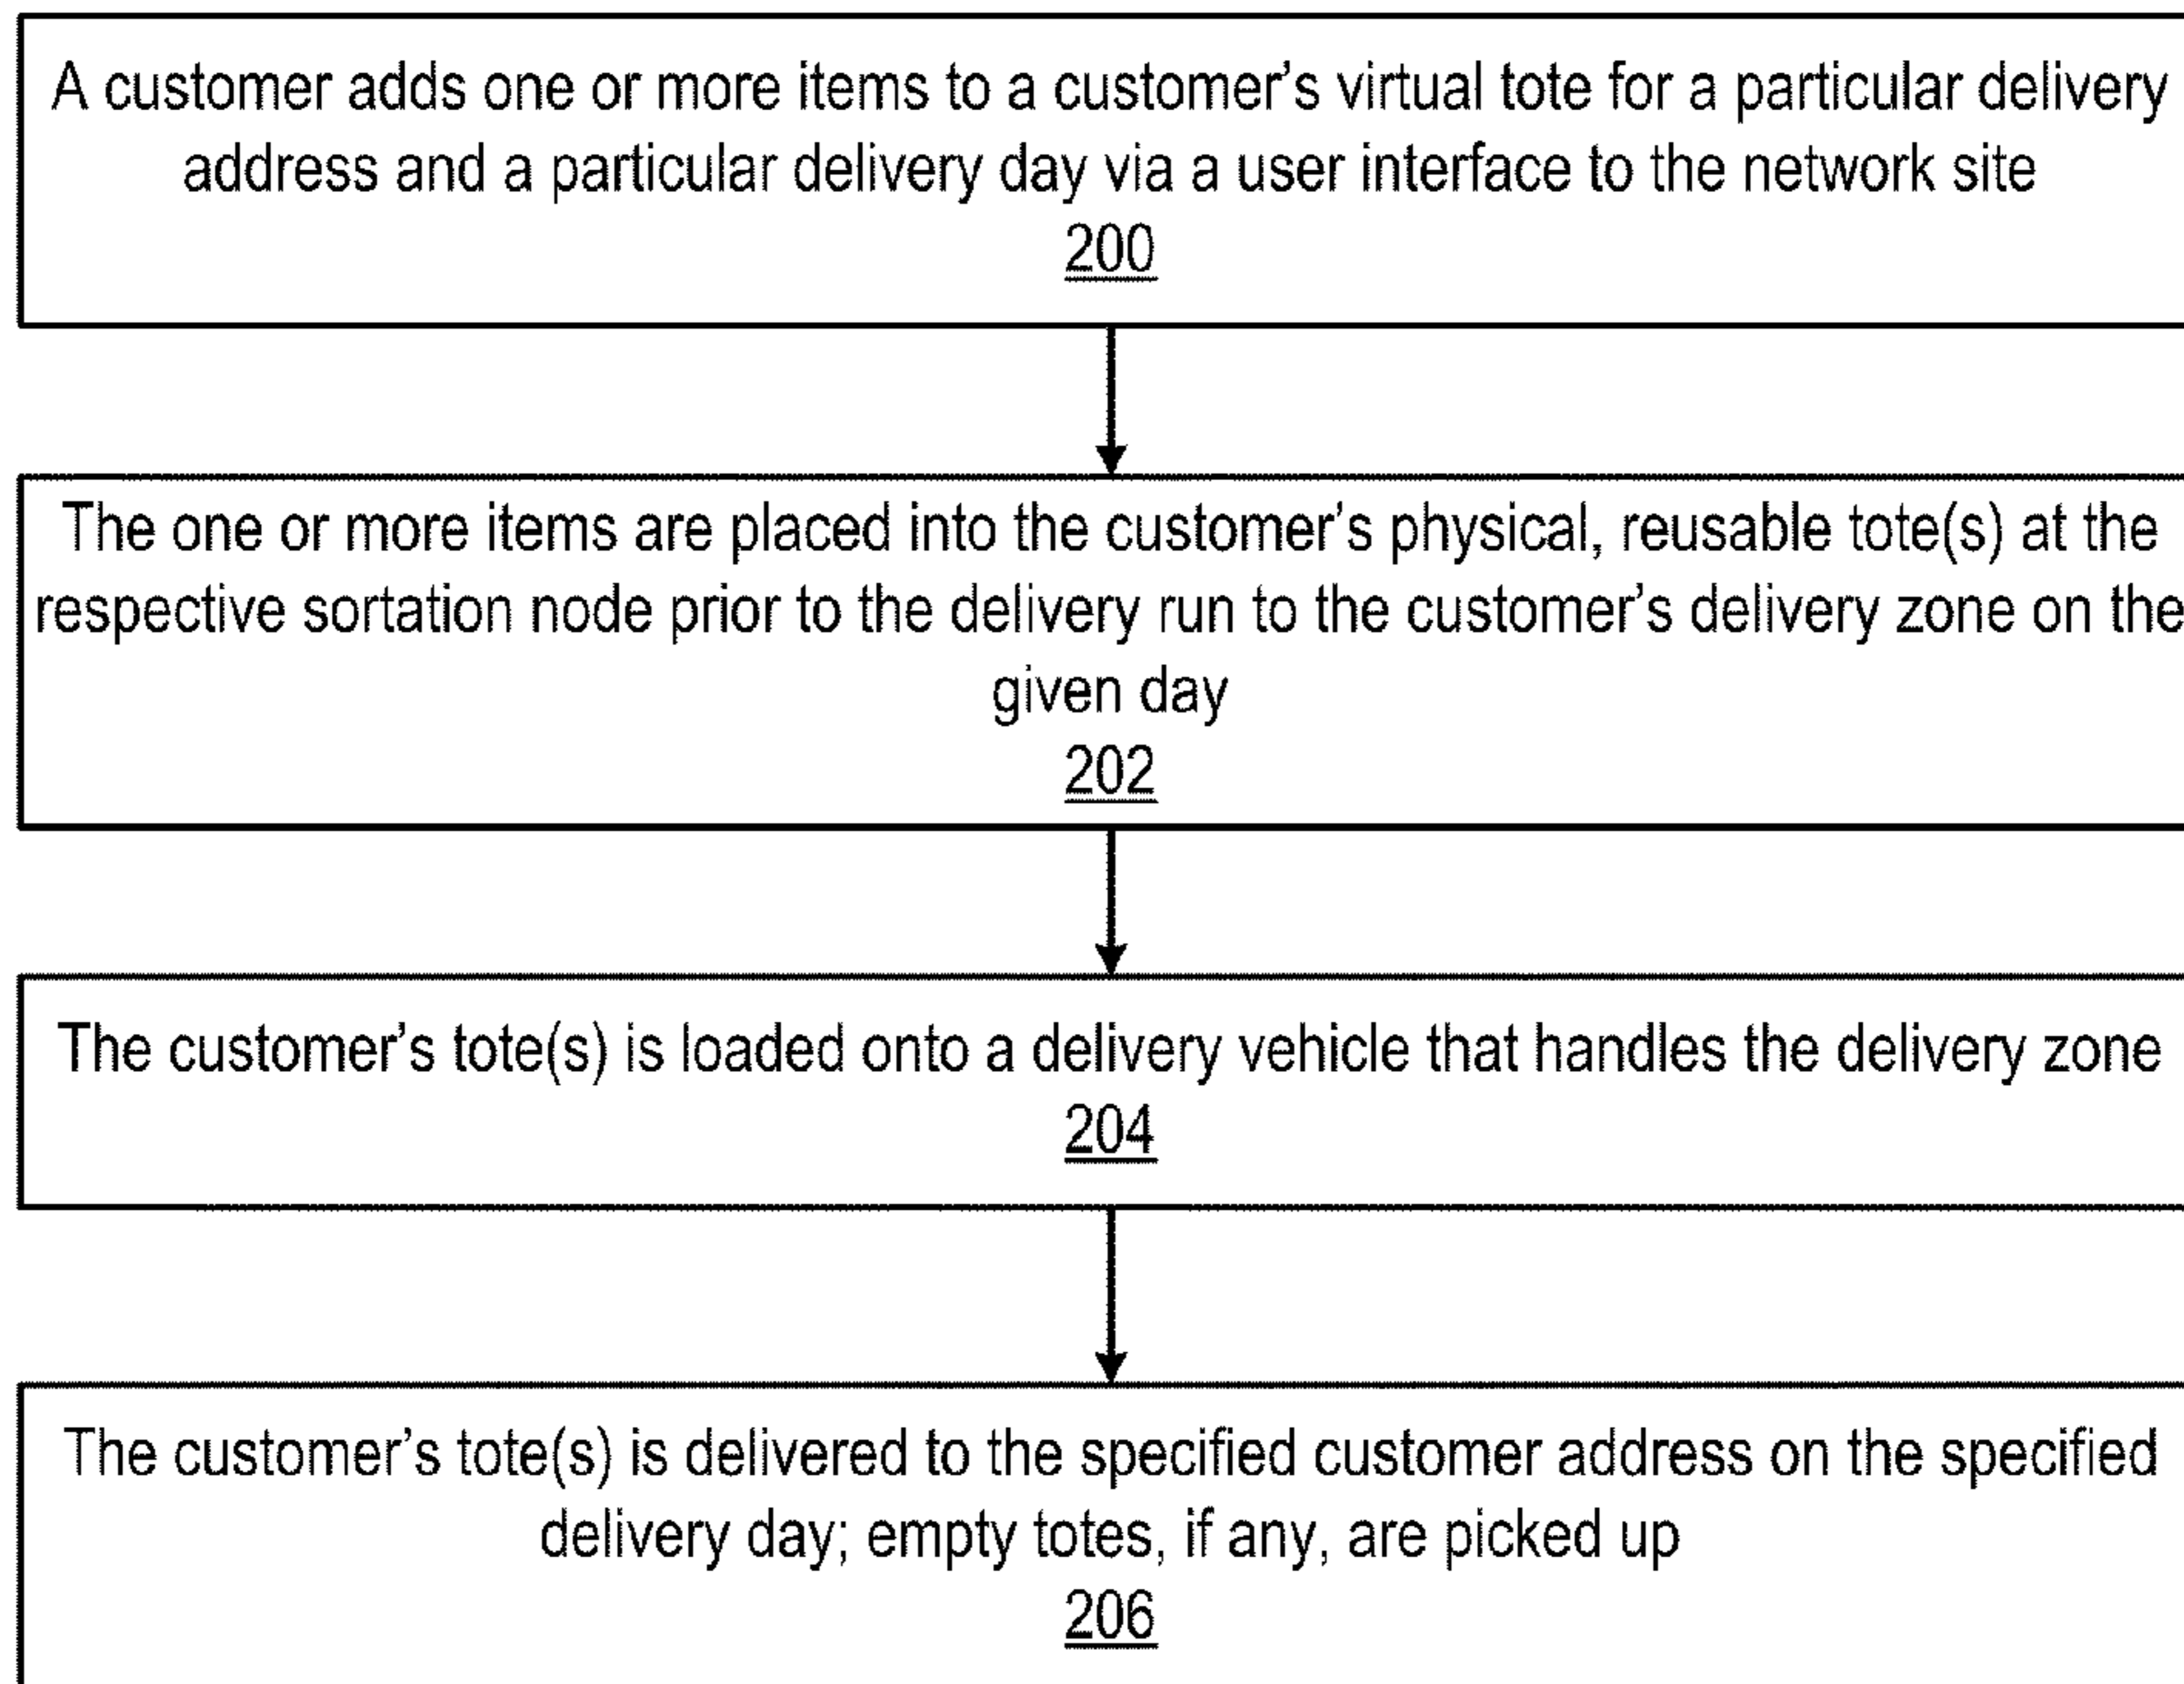 A customer adds one or more items to a customer's virtual tote for a particular delivery
address and a particular delivery day via a user interface to the network site
200
The one or more items are placed into the customer's physical, reusable tote(s) at the
respective sortation node prior to the delivery run to the customer's delivery zone on the
given day
202
The customer's tote(s) is loaded onto a delivery vehicle that handles the delivery zone
204
The customer's tote(s) is delivered to the specified customer address on the specified
delivery day; empty totes, if any, are picked up
206